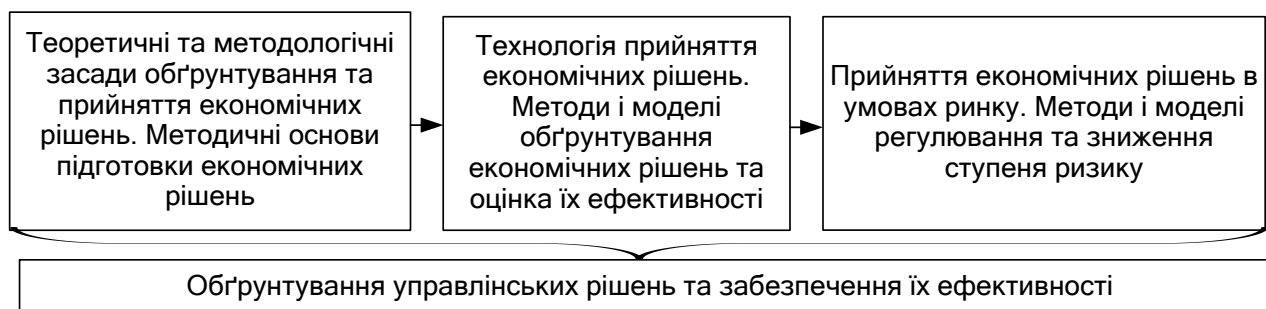 Теоретичні та методологічні
засади обґрунтування та
прийняття економічних
рішень. Методичні основи
підготовки економічних
рішень
Технологія прийняття
економічних рішень.
Методи і моделі
обґрунтування
економічних рішень та
оцінка їх ефективності
Прийняття економічних рішень в
умовах ринку. Методи і моделі
регулювання та зниження
ступеня ризику
Обґрунтування управлінських рішень та забезпечення їх ефективності